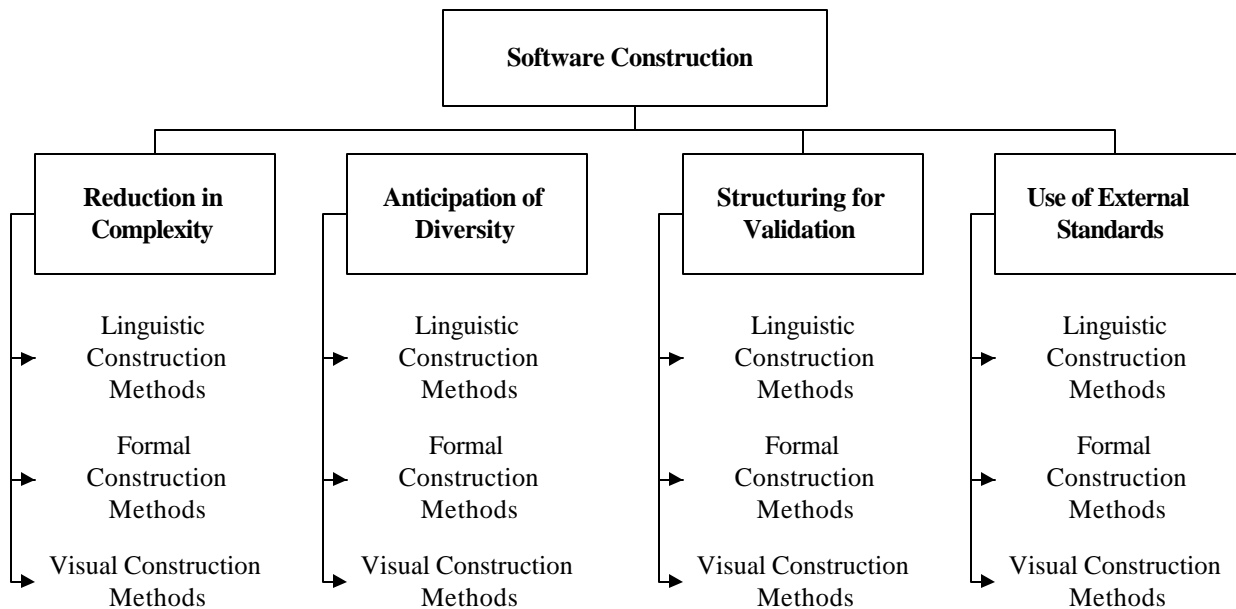 Software Construction
Reduction in
Complexity
Linguistic
Construction
Methods
Formal
Construction
Methods
Visual Construction
Methods
Anticipation of
Diversity
Linguistic
Construction
Methods
Formal
Construction
Methods
Visual Construction
Methods
Structuring for
Validation
Linguistic
Construction
Methods
Formal
Construction
Methods
Visual Construction
Methods
Use of External
Standards
Linguistic
Construction
Methods
Formal
Construction
Methods
Visual Construction
Methods